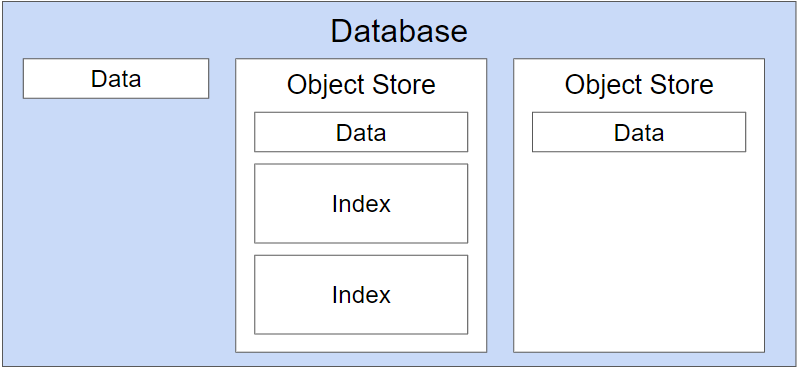 Database
Data
Object Store
Data
Index
Index
Object Store
Data